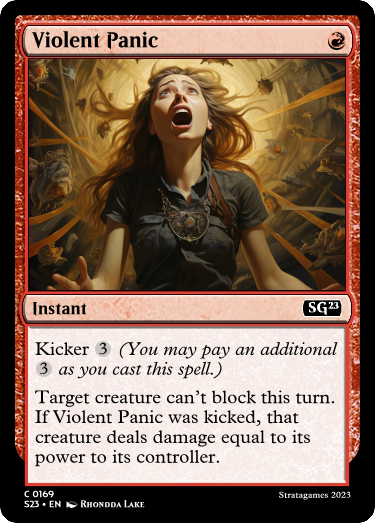 Violent Panic
Instant
SG23
Kicker 3 (You may pay an additional
3 as you cast this spell.)
Target creature can't block this turn.
If Violent Panic was kicked, that
creature deals damage equal to its
power to its controller.
C 0169
Stratagames 2023
S23 • EN Rhondda Lake